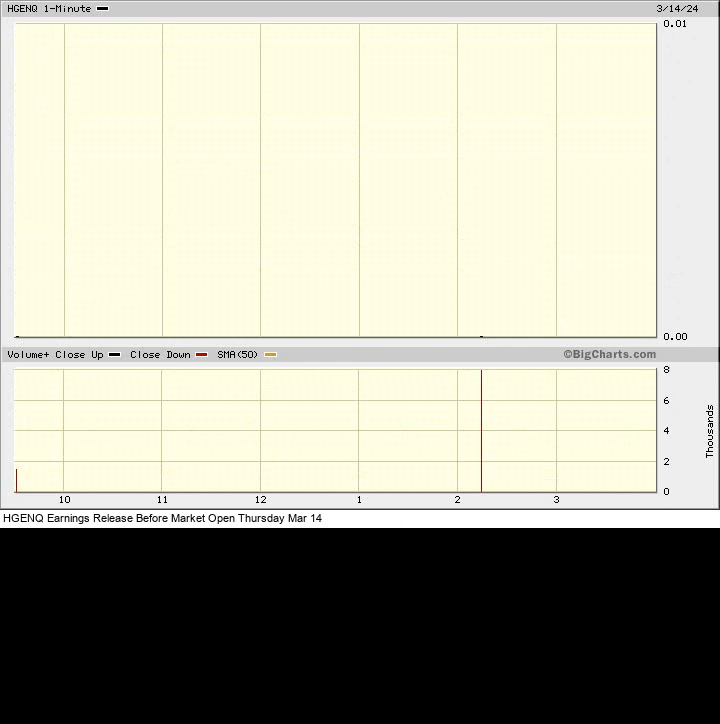 HGENQ 1-Minute 3/14/24
0.01
0.00
Volume+ Close Up Close Down SMA(50) ©BigCharts.com
8
6
4
2
0
Thousands
10 11 12 1 2 3
HGENQ Earnings Release Before Market Open Thursday Mar 14